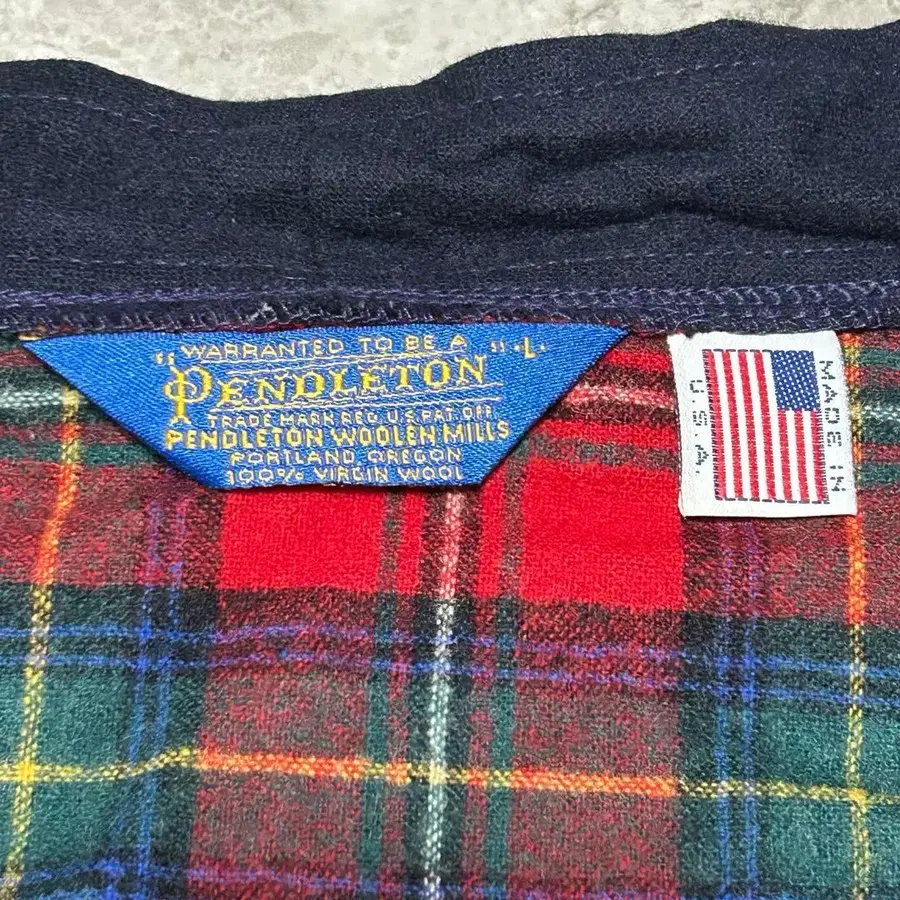 "WARRANTED TO BE A " -L-
PENDLETON
TRADE MARK REG. U.S. PAT. OFF.
PENDLETON WOOLEN MILLS
PORTLAND OREGON
100% VIRGIN WOOL
MADE IN
U.S.A.